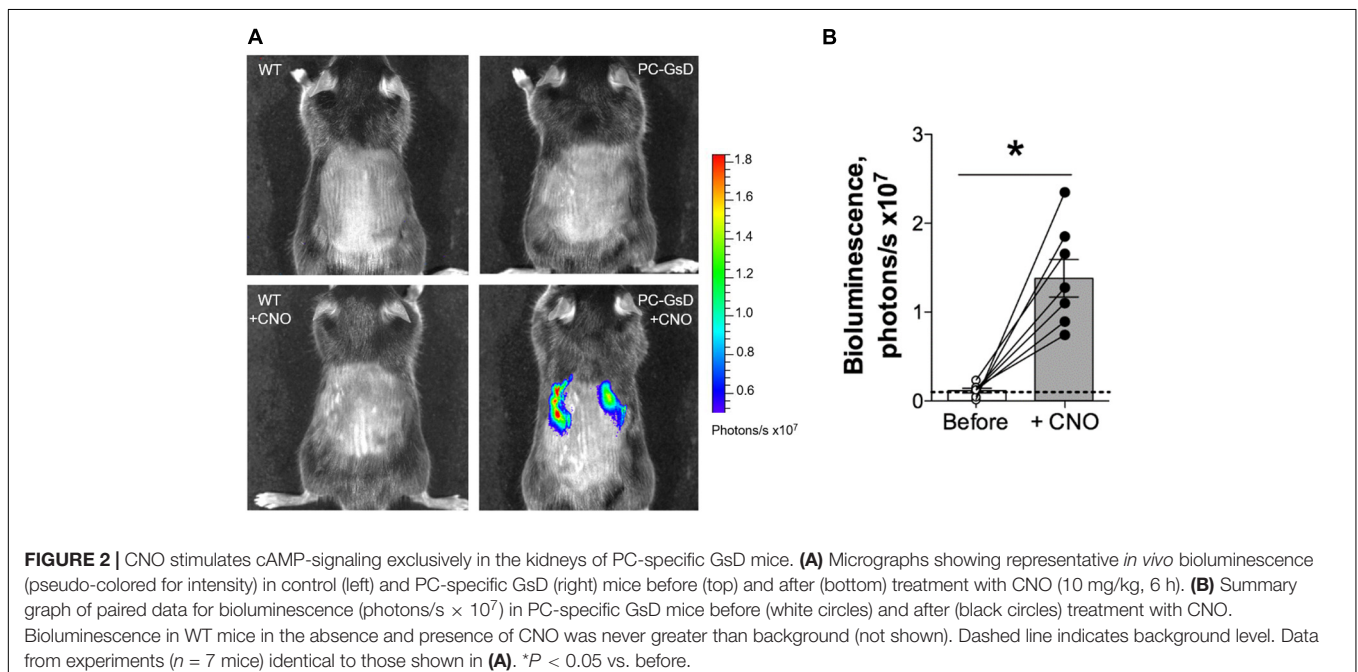 A
B
WT
PC-GsD
WT
+CNO
PC-GsD
+CNO
1.8
1.6
1.4
1.2
1.0
0.8
0.6
Photons/s x10⁷
Bioluminescence,
photons/s x10⁷
3
2
1
0
*
Before
+ CNO
FIGURE 2 | CNO stimulates cAMP-signaling exclusively in the kidneys of PC-specific GsD mice. (A) Micrographs showing representative in vivo bioluminescence
(pseudo-colored for intensity) in control (left) and PC-specific GsD (right) mice before (top) and after (bottom) treatment with CNO (10 mg/kg, 6 h). (B) Summary
graph of paired data for bioluminescence (photons/s × 10⁷) in PC-specific GsD mice before (white circles) and after (black circles) treatment with CNO.
Bioluminescence in WT mice in the absence and presence of CNO was never greater than background (not shown). Dashed line indicates background level. Data
from experiments (n = 7 mice) identical to those shown in (A). *P < 0.05 vs. before.